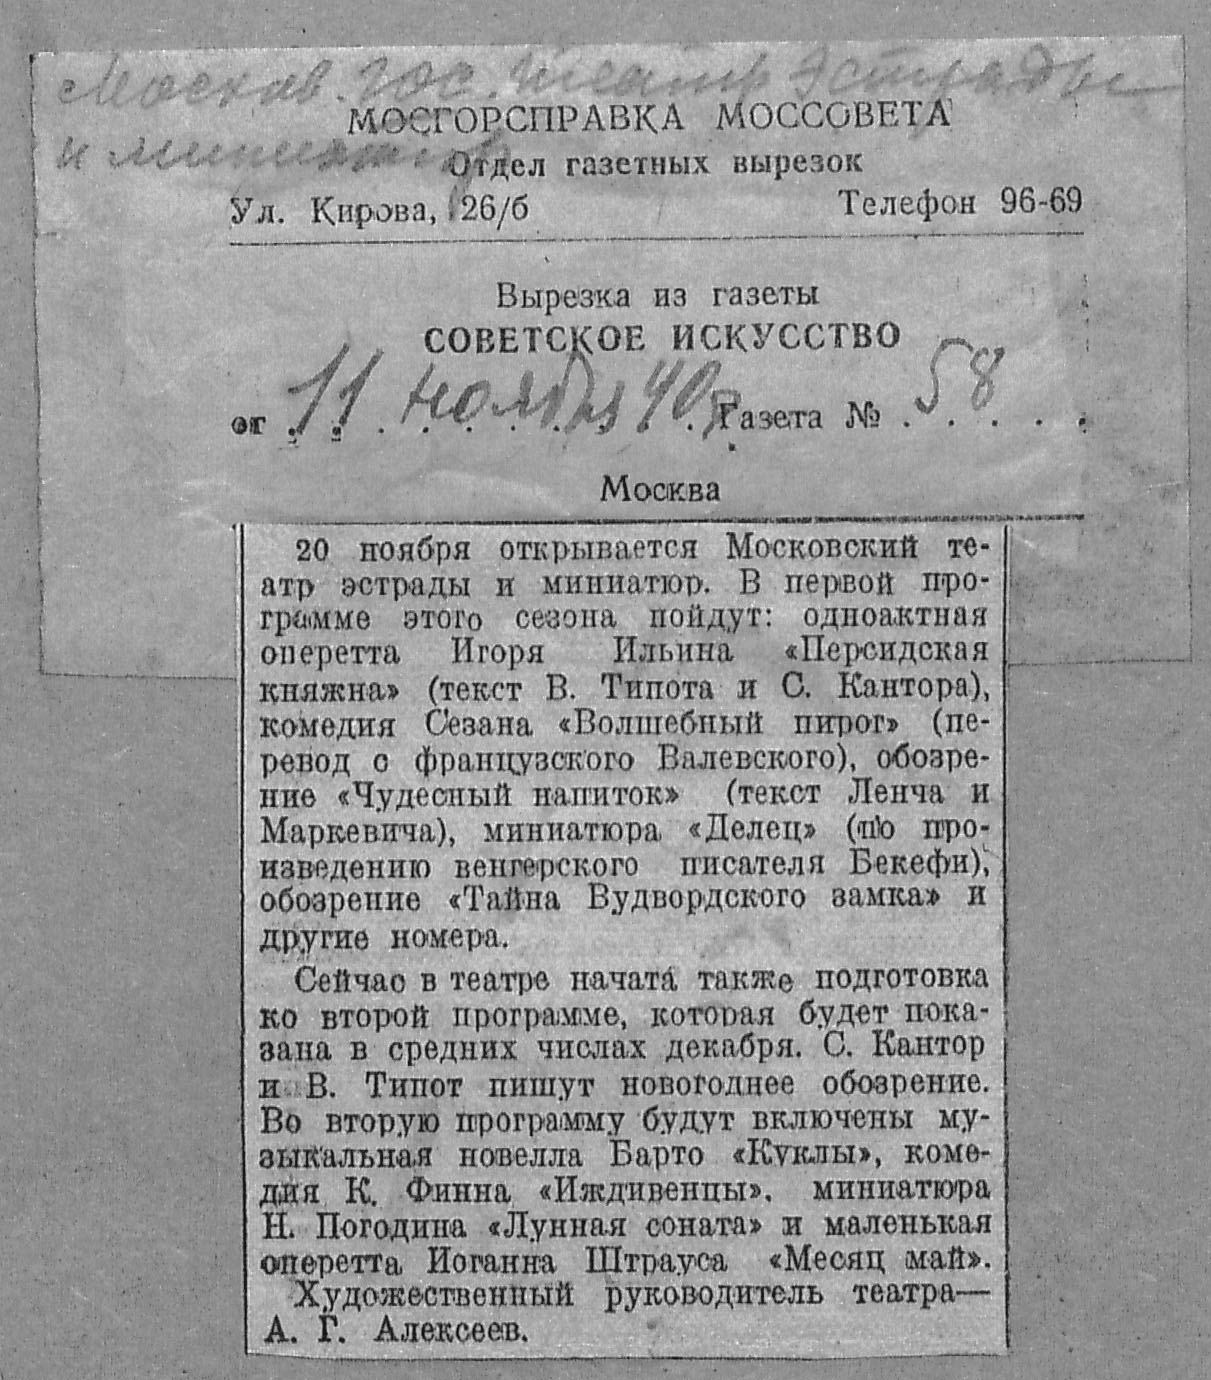 Москов. гос. театр эстрады
и миниатюр
МОСГОРСПРАВКА МОССОВЕТА
Отдел газетных вырезок
Ул. Кирова, 26/б Телефон 96-69
Вырезка из газеты
СОВЕТСКОЕ ИСКУССТВО
от 11 ноября 40г. Газета № 58
Москва
20 ноября открывается Московский те-
атр эстрады и миниатюр. В первой про-
грамме этого сезона пойдут: одноактная
оперетта Игоря Ильина «Персидская
княжна» (текст В. Типота и С. Кантора),
комедия Сезана «Волшебный пирог» (пе-
ревод с французского Валевского), обозре-
ние «Чудесный напиток» (текст Ленча и
Маркевича), миниатюра «Делец» (по про-
изведению венгерского писателя Бекефи),
обозрение «Тайна Вудвордского замка» и
другие номера.
Сейчас в театре начата также подготовка
ко второй программе, которая будет пока-
зана в средних числах декабря. С. Кантор
и В. Типот пишут новогоднее обозрение.
Во вторую программу будут включены му-
зыкальная новелла Барто «Куклы», коме-
дия К. Финна «Иждивенцы», миниатюра
Н. Погодина «Лунная соната» и маленькая
оперетта Иоганна Штрауса «Месяц май».
Художественный руководитель театра—
А. Г. Алексеев.